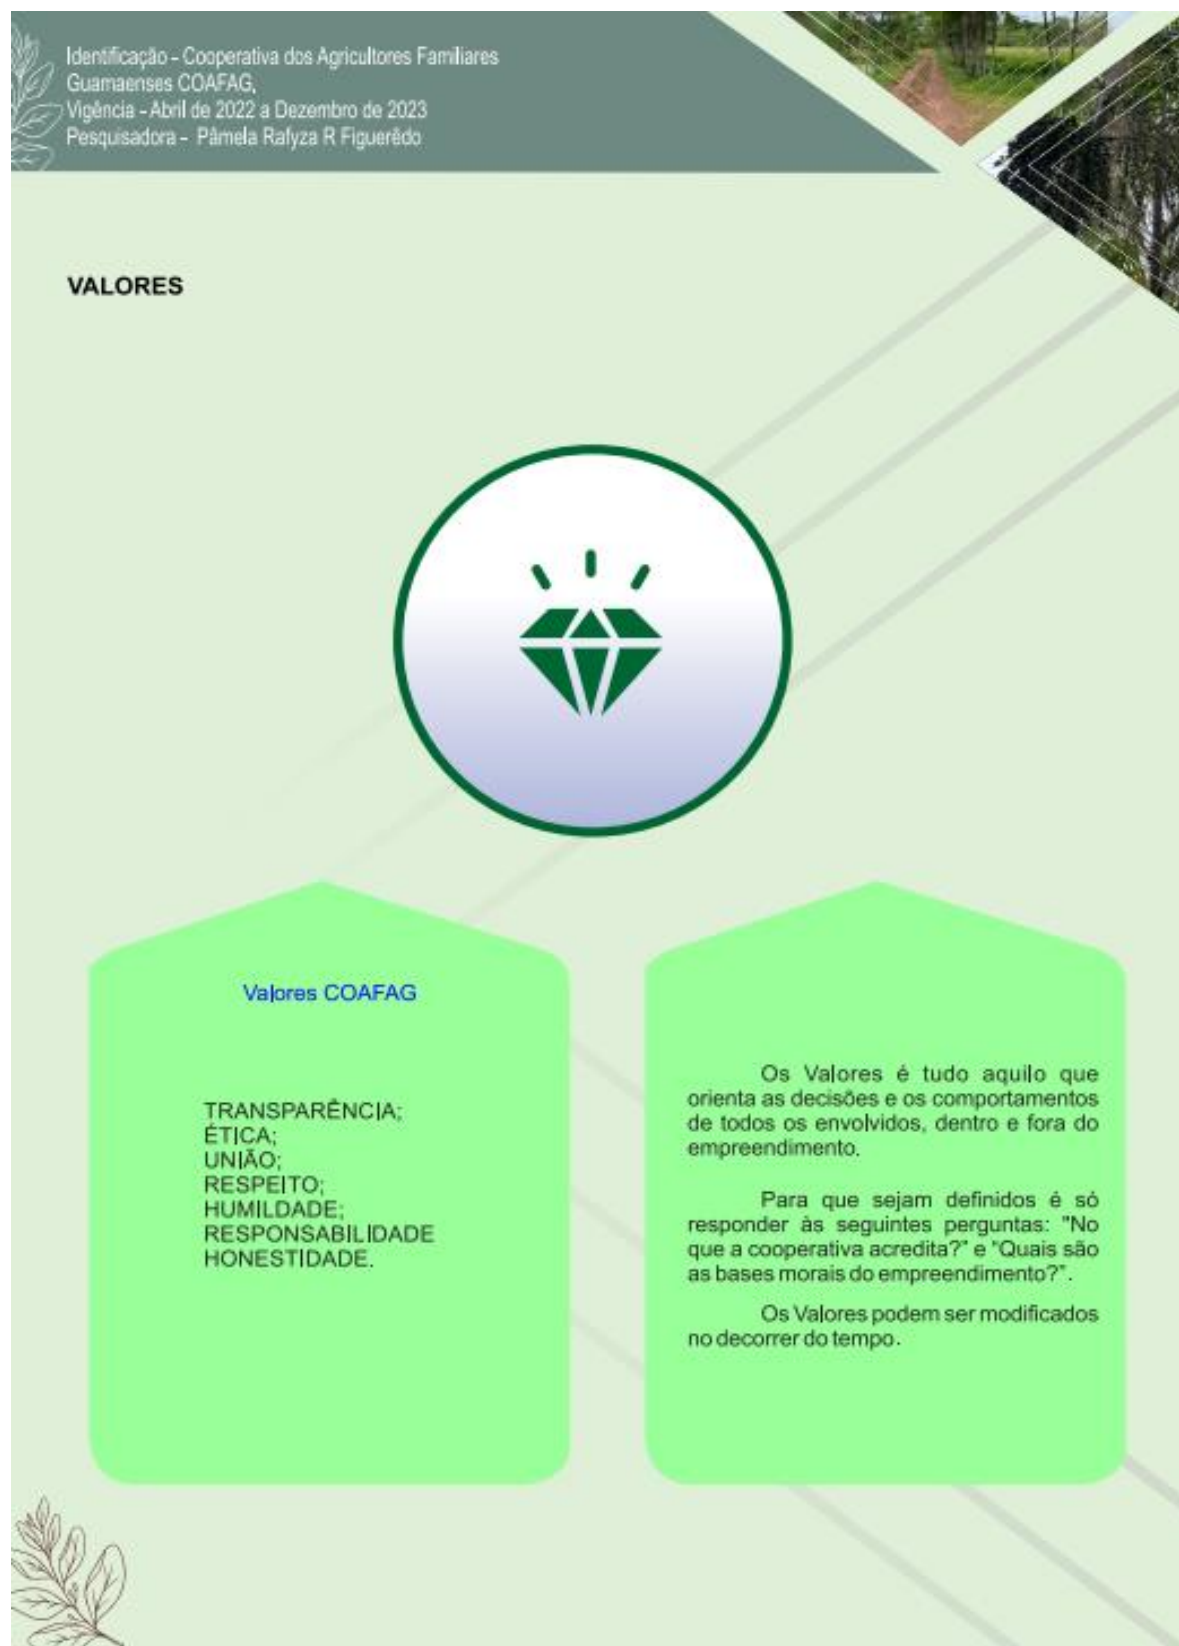 Identificação - Cooperativa dos Agricultores Familiares
Guamaenses COAFAG,
Vigência - Abril de 2022 a Dezembro de 2023
Pesquisadora - Pâmela Rafyza R Figuerêdo
VALORES
Valores COAFAG
TRANSPARÊNCIA;
ÉTICA;
UNIÃO;
RESPEITO;
HUMILDADE;
RESPONSABILIDADE
HONESTIDADE.
Os Valores é tudo aquilo que
orienta as decisões e os comportamentos
de todos os envolvidos, dentro e fora do
empreendimento.
Para que sejam definidos é só
responder às seguintes perguntas: "No
que a cooperativa acredita?" e "Quais são
as bases morais do empreendimento?".
Os Valores podem ser modificados
no decorrer do tempo.